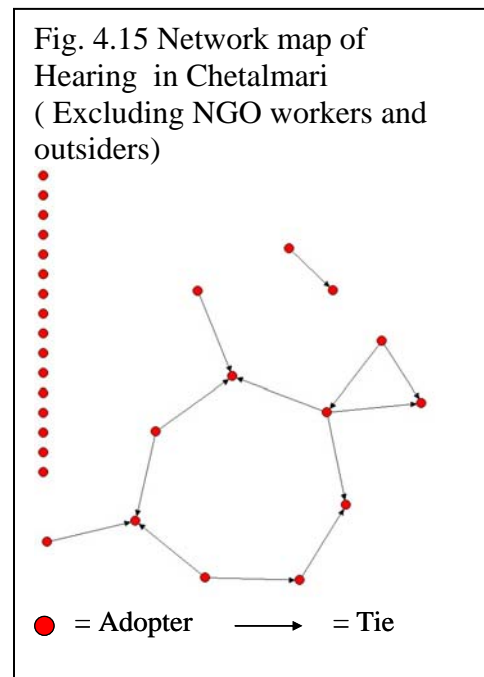 Fig. 4.15 Network map of
Hearing in Chetalmari
( Excluding NGO workers and
outsiders)
= Adopter = Tie